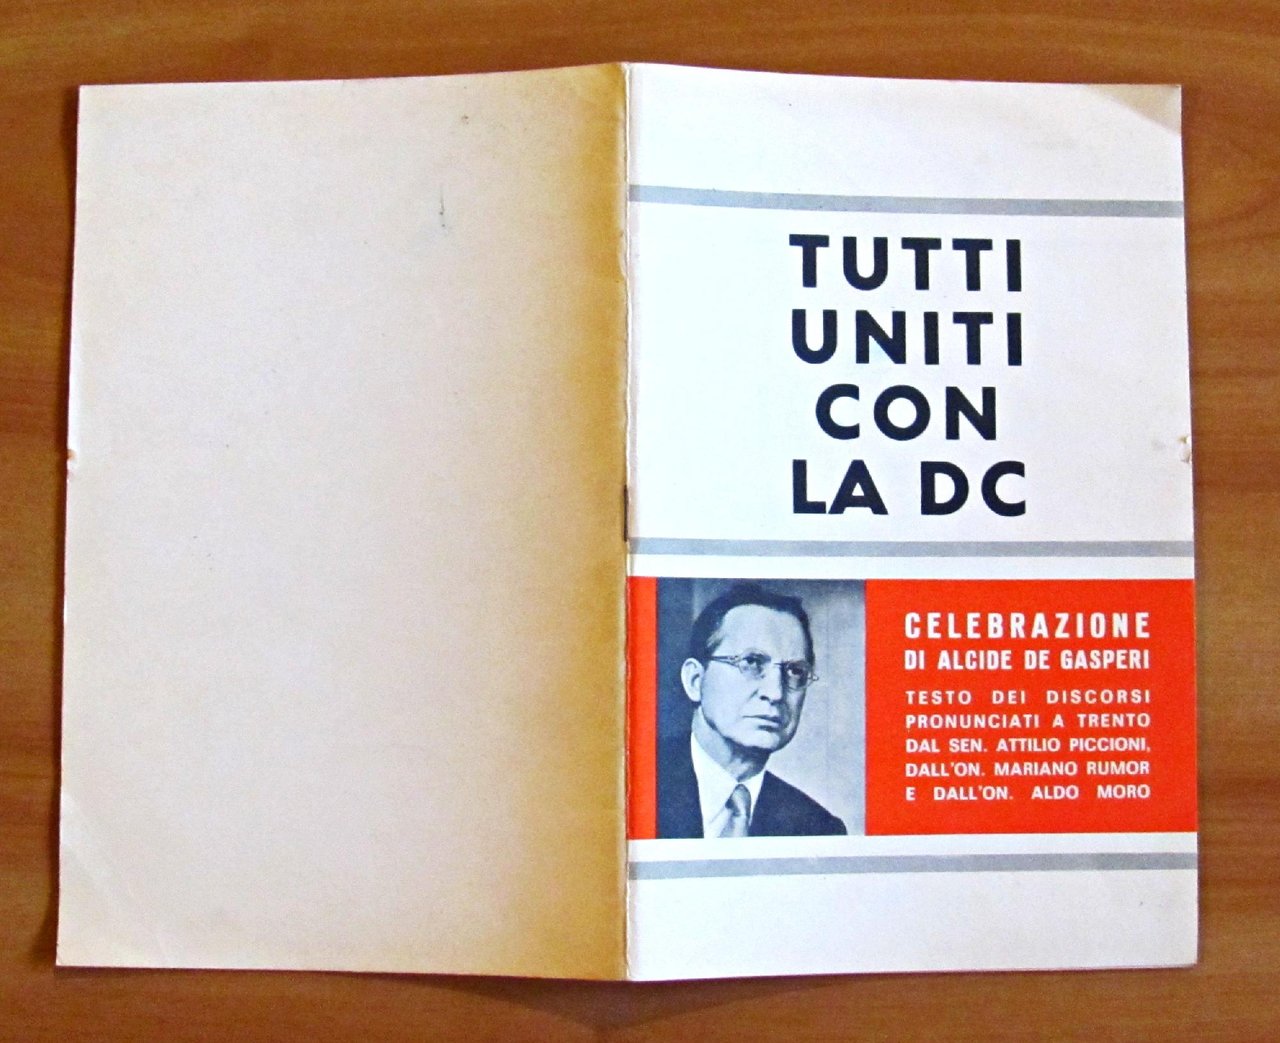 TUTTI
UNITI
CON
LA DC
CELEBRAZIONE
DI ALCIDE DE GASPERI
TESTO DEI DISCORSI
PRONUNCIATI A TRENTO
DAL SEN. ATTILIO PICCIONI,
DALL'ON. MARIANO RUMOR
E DALL'ON. ALDO MORO